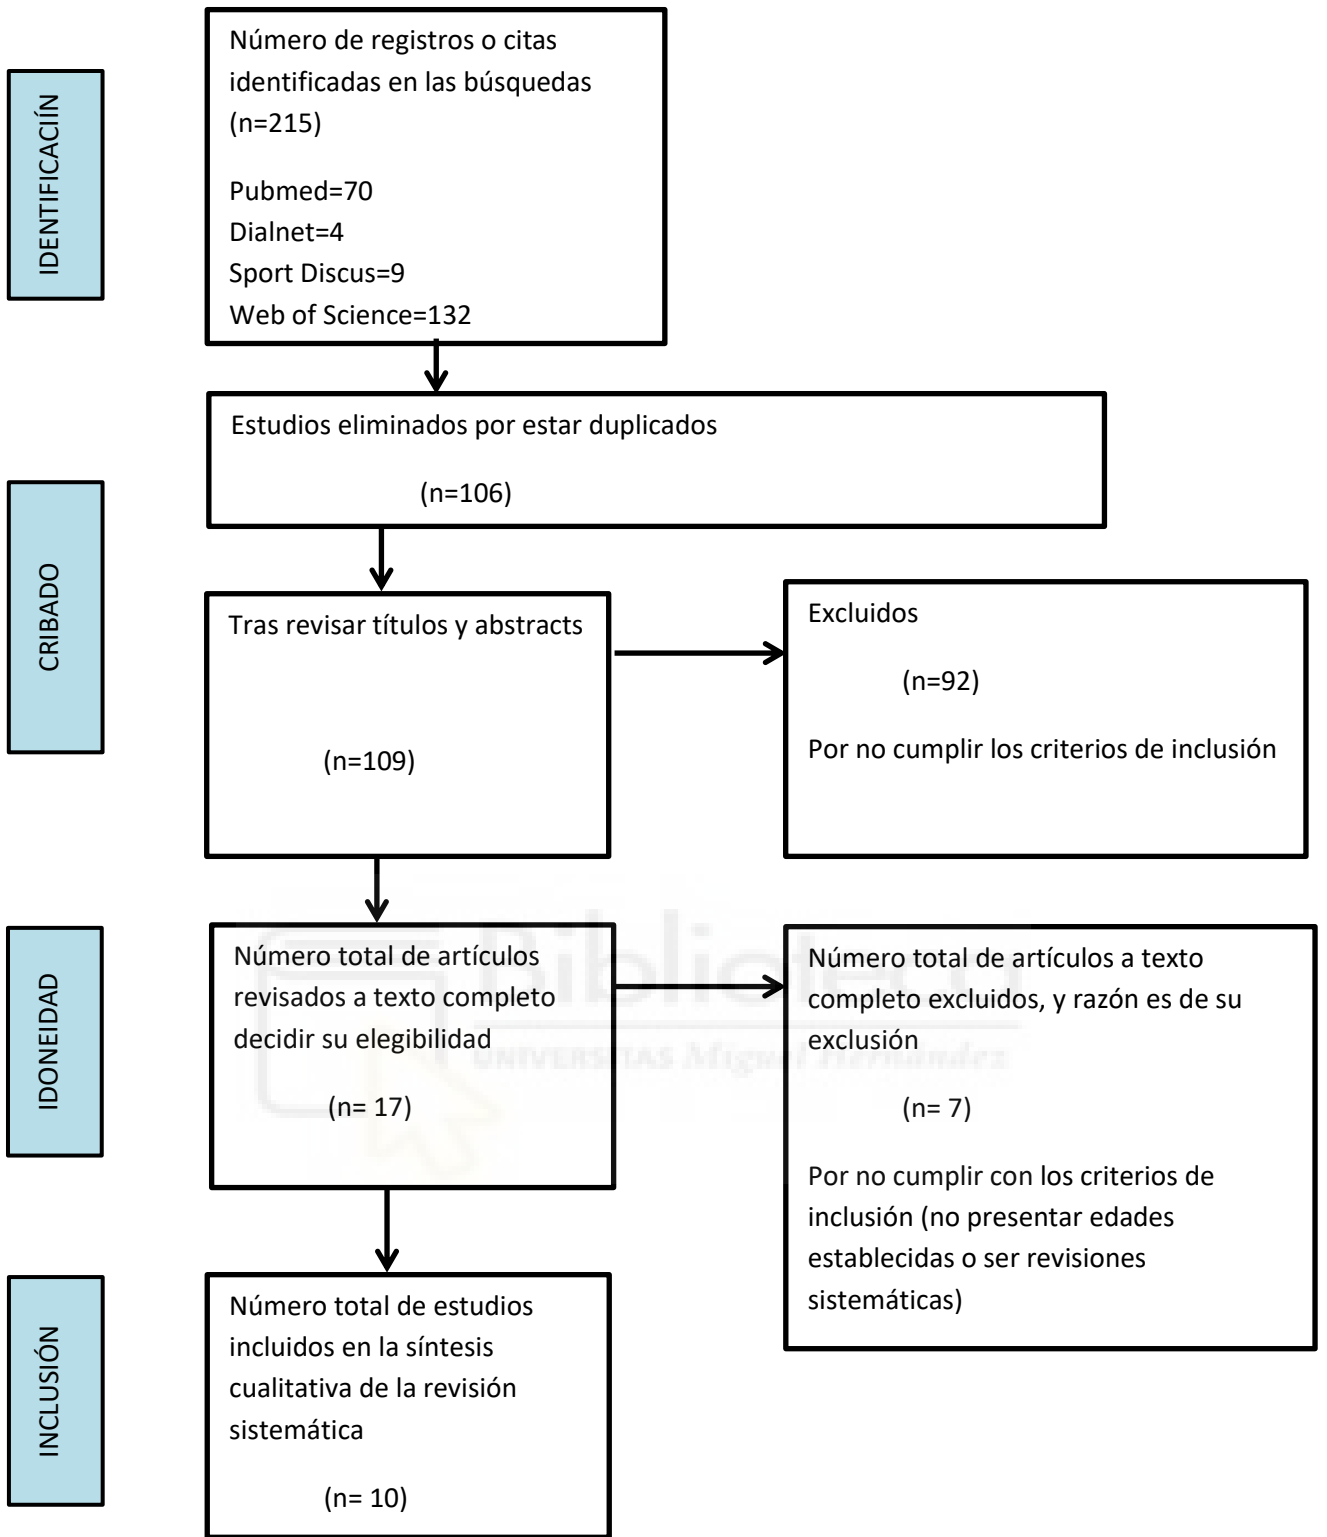 IDENTIFICACIÍN
Número de registros o citas
identificadas en las búsquedas
(n=215)
Pubmed=70
Dialnet=4
Sport Discus=9
Web of Science=132
CRIBADO
Estudios eliminados por estar duplicados
(n=106)
Tras revisar títulos y abstracts
(n=109)
Excluidos
(n=92)
Por no cumplir los criterios de inclusión
IDONEIDAD
Número total de artículos
revisados a texto completo
decidir su elegibilidad
(n= 17)
Número total de artículos a texto
completo excluidos, y razón es de su
exclusión
(n= 7)
Por no cumplir con los criterios de
inclusión (no presentar edades
establecidas o ser revisiones
sistemáticas)
Biblioteca
UNIVERSITAS Miguel Hernández
INCLUSIÓN
Número total de estudios
incluidos en la síntesis
cualitativa de la revisión
sistemática
(n= 10)